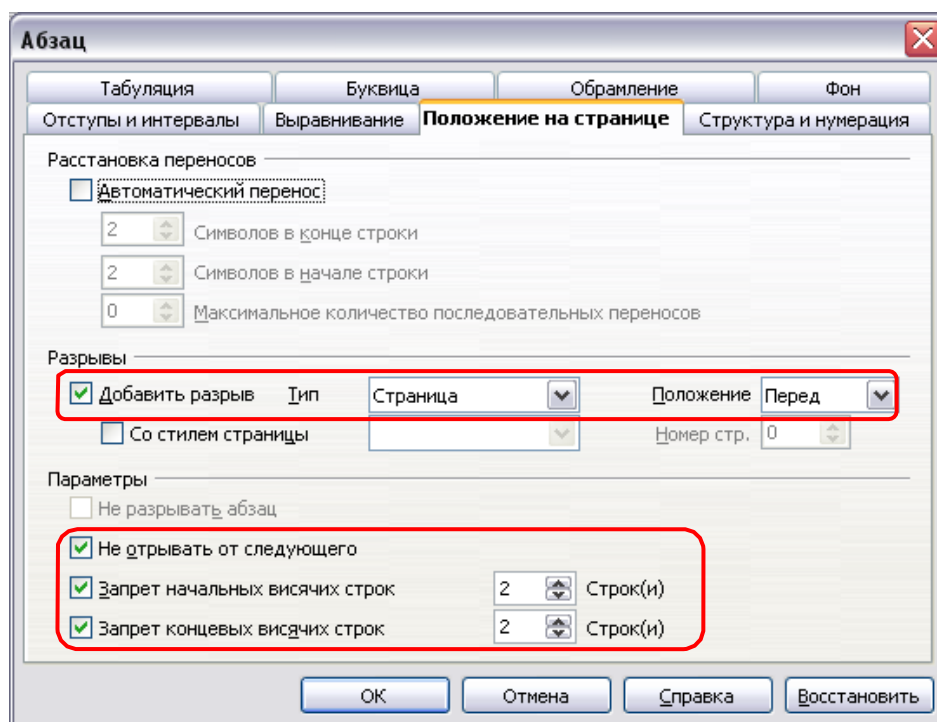 Абзац
Табуляция Буквица Обрамление Фон
Отступы и интервалы Выравнивание Положение на странице Структура и нумерация
Расстановка переносов
Автоматический перенос
2 Символов в конце строки
2 Символов в начале строки
0 Максимальное количество последовательных переносов
Разрывы
Добавить разрыв Тип Страница Положение Перед
Со стилем страницы Номер стр. 0
Параметры
Не разрывать абзац
Не отрывать от следующего
Запрет начальных висячих строк 2 Строк(и)
Запрет концевых висячих строк 2 Строк(и)
ОК Отмена Справка Восстановить